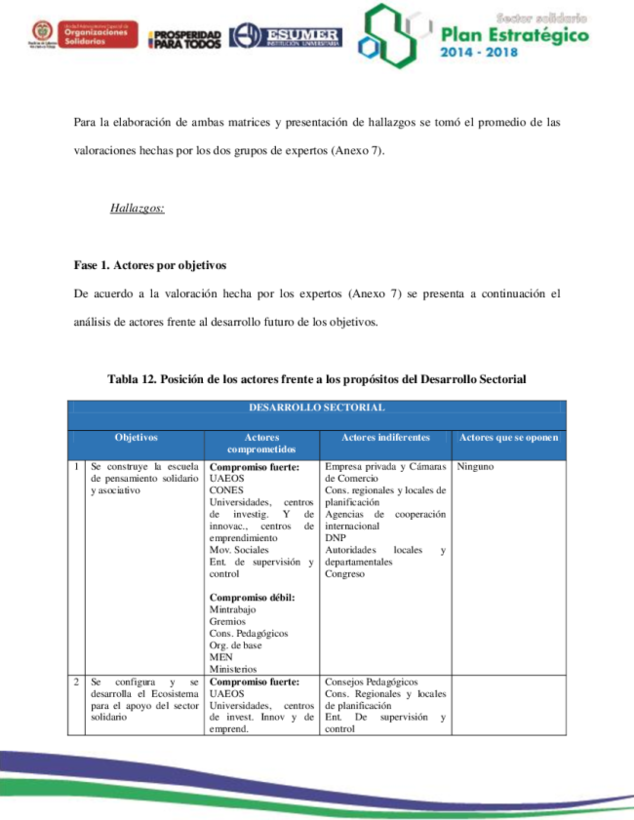 Unidad Administrativa Especial de
Organizaciones
Solidarias
PROSPERIDAD
PARA TODOS
ESUMER
INSTITUCIÓN UNIVERSITARIA
Sector solidario
Plan Estratégico
2014 - 2018
Para la elaboración de ambas matrices y presentación de hallazgos se tomó el promedio de las
valoraciones hechas por los dos grupos de expertos (Anexo 7).
Hallazgos:
Fase 1. Actores por objetivos
De acuerdo a la valoración hecha por los expertos (Anexo 7) se presenta a continuación el
análisis de actores frente al desarrollo futuro de los objetivos.
Tabla 12. Posición de los actores frente a los propósitos del Desarrollo Sectorial
DESARROLLO SECTORIAL
Objetivos
Actores
comprometidos
Actores indiferentes
Actores que se oponen
1
Se construye la escuela
de pensamiento solidario
y asociativo
Compromiso fuerte:
UAEOS
CONES
Universidades, centros
de investig. Y de
innovac., centros de
emprendimiento
Mov. Sociales
Ent. de supervisión y
control
Compromiso débil:
Mintrabajo
Gremios
Cons. Pedagógicos
Org. de base
MEN
Ministerios
Empresa privada y Cámaras
de Comercio
Cons. regionales y locales de
planificación
Agencias de cooperación
internacional
DNP
Autoridades locales y
departamentales
Congreso
Ninguno
2
Se configura y se
desarrolla el Ecosistema
para el apoyo del sector
solidario
Compromiso fuerte:
UAEOS
Universidades, centros
de invest. Innov y de
emprend.
Consejos Pedagógicos
Cons. Regionales y locales
de planificación
Ent. De supervisión y
control